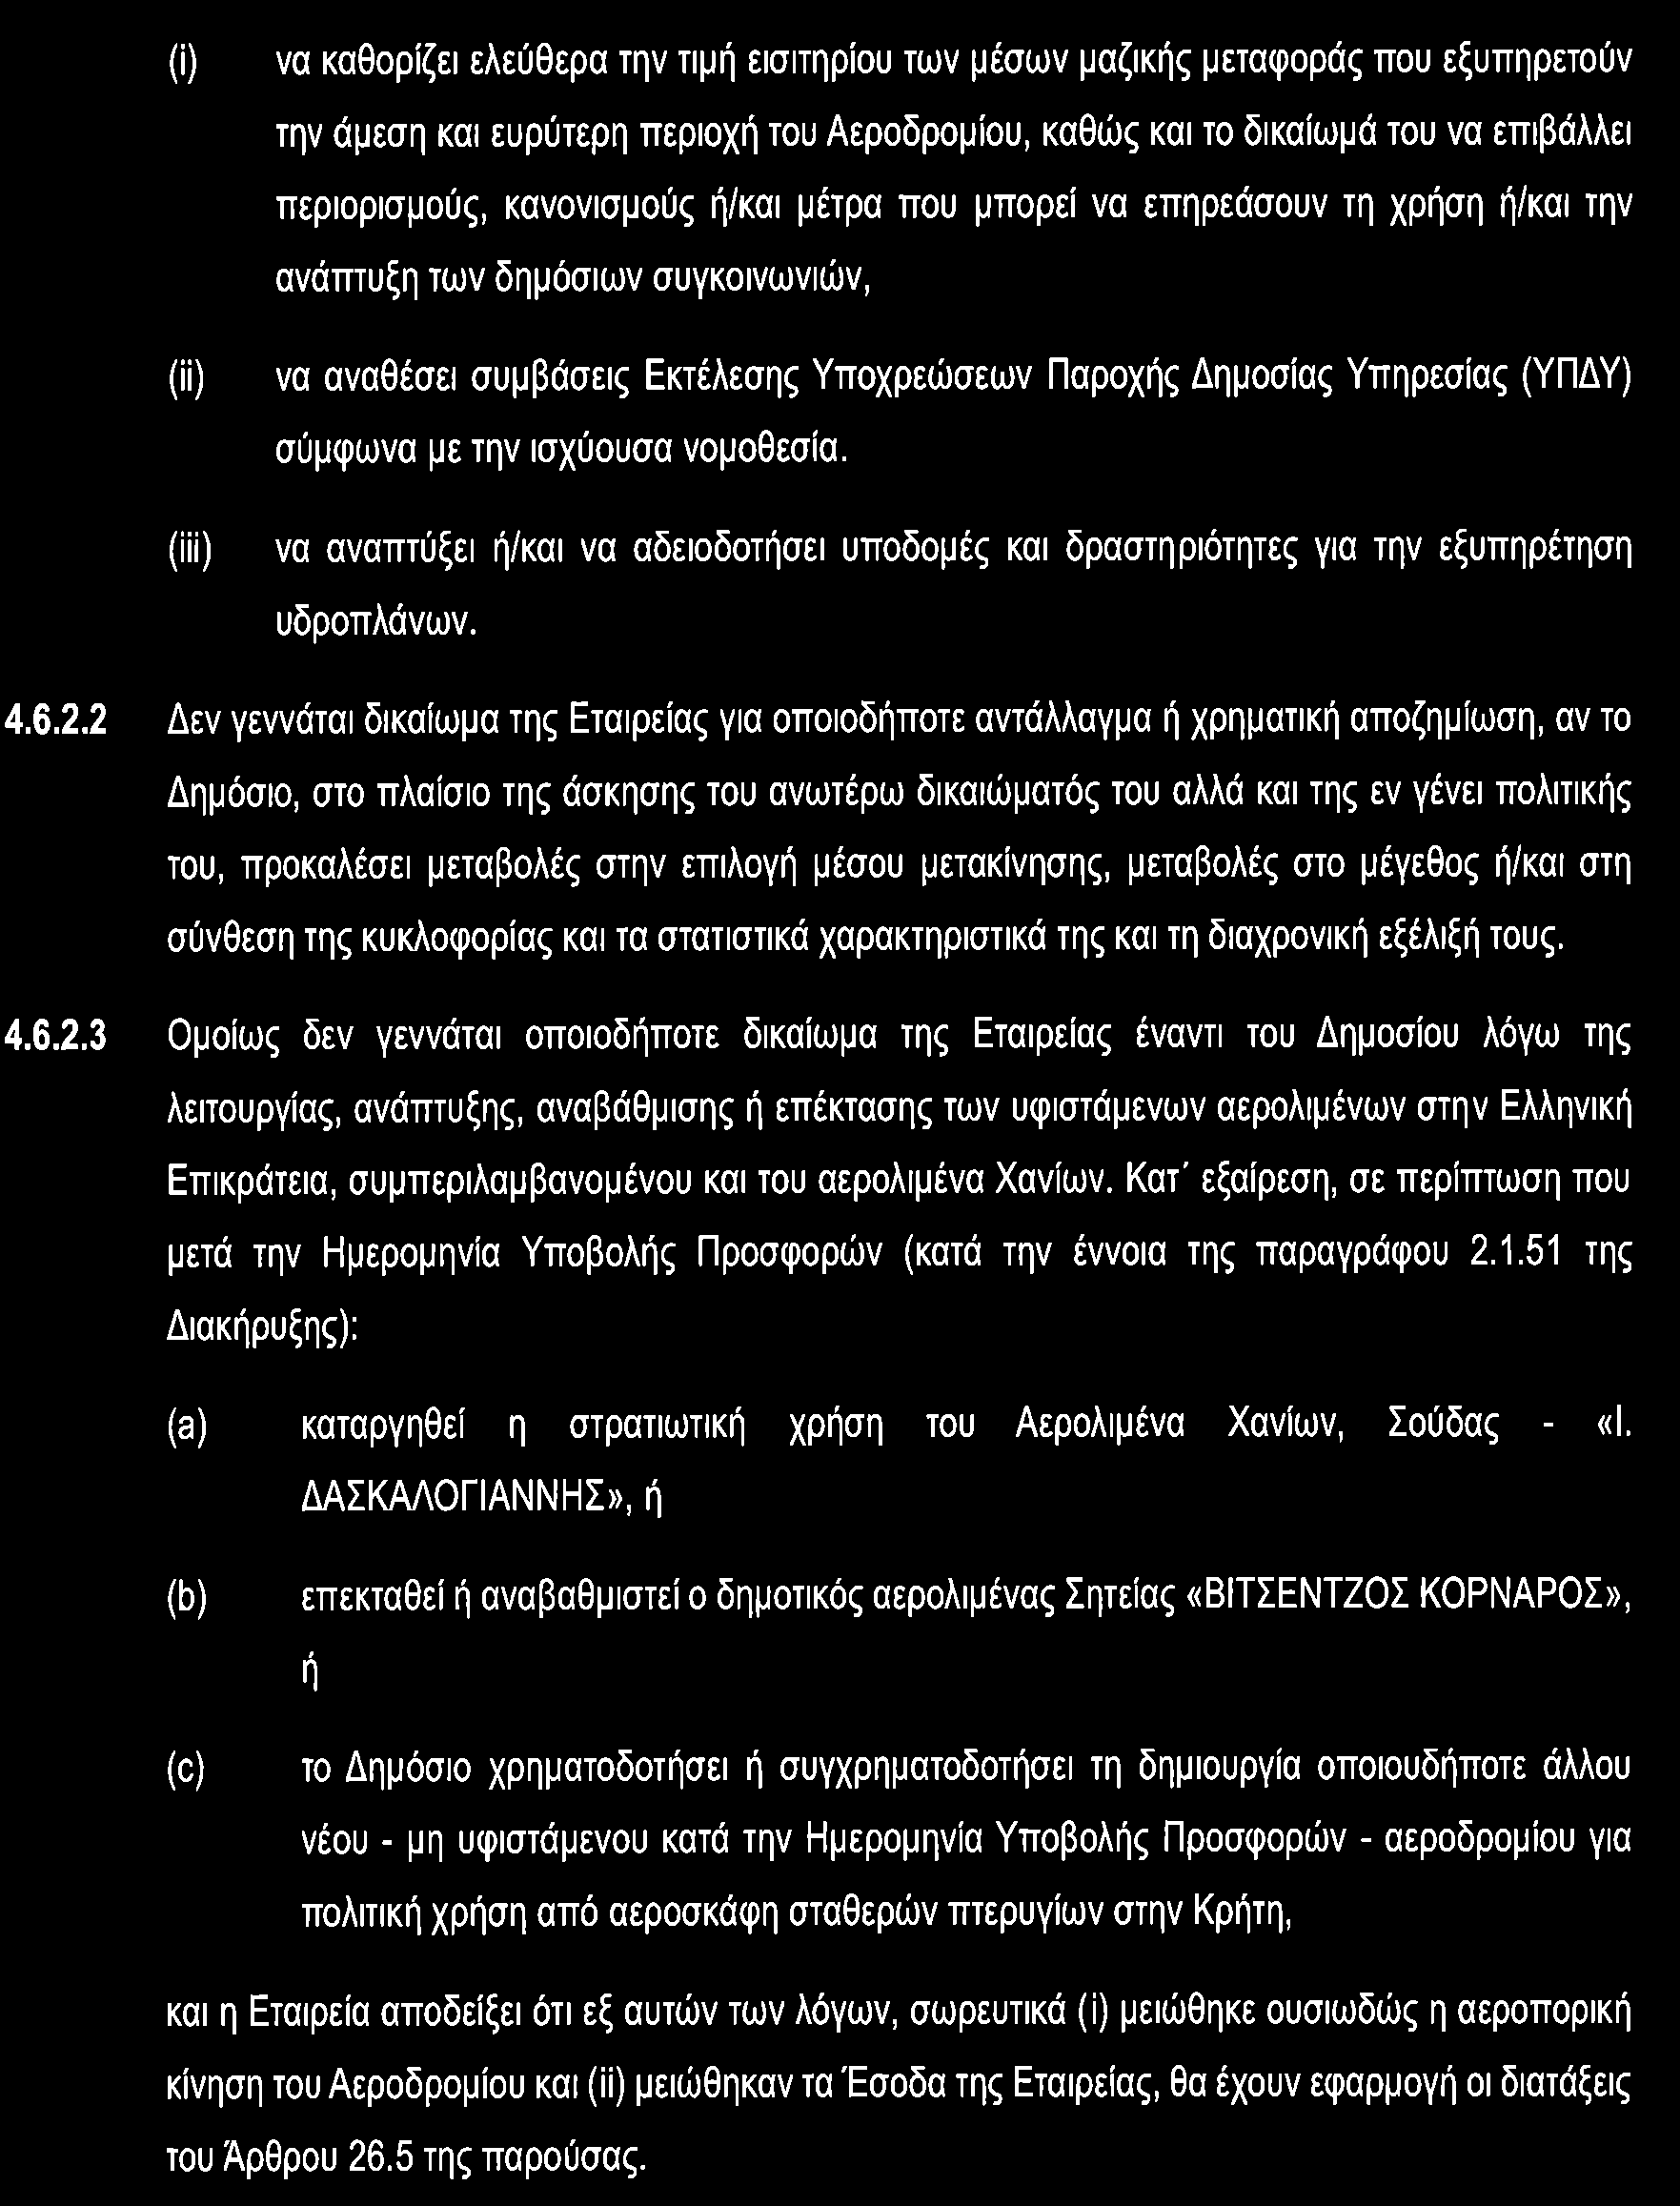 (i) να καθορίζει ελεύθερα την τιμή εισιτηρίου των μέσων μαζικής μεταφοράς που εξυπηρετούν
την άμεση και ευρύτερη περιοχή του Αεροδρομίου, καθώς και το δικαίωμά του να επιβάλλει
περιορισμούς, κανονισμούς ή/και μέτρα που μπορεί να επηρεάσουν τη χρήση ή/και την
ανάπτυξη των δημόσιων συγκοινωνιών,
(ii) να αναθέσει συμβάσεις Εκτέλεσης Υποχρεώσεων Παροχής Δημοσίας Υπηρεσίας (ΥΠΔΥ)
σύμφωνα με την ισχύουσα νομοθεσία.
(iii) να αναπτύξει ή/και να αδειοδοτήσει υποδομές και δραστηριότητες για την εξυπηρέτηση
υδροπλάνων.
4.6.2.2 Δεν γεννάται δικαίωμα της Εταιρείας για οποιοδήποτε αντάλλαγμα ή χρηματική αποζημίωση, αν το
Δημόσιο, στο πλαίσιο της άσκησης του ανωτέρω δικαιώματός του αλλά και της εν γένει πολιτικής
του, προκαλέσει μεταβολές στην επιλογή μέσου μετακίνησης, μεταβολές στο μέγεθος ή/και στη
σύνθεση της κυκλοφορίας και τα στατιστικά χαρακτηριστικά της και τη διαχρονική εξέλιξή τους.
4.6.2.3 Ομοίως δεν γεννάται οποιοδήποτε δικαίωμα της Εταιρείας έναντι του Δημοσίου λόγω της
λειτουργίας, ανάπτυξης, αναβάθμισης ή επέκτασης των υφιστάμενων αερολιμένων στην Ελληνική
Επικράτεια, συμπεριλαμβανομένου και του αερολιμένα Χανίων. Κατ' εξαίρεση, σε περίπτωση που
μετά την Ημερομηνία Υποβολής Προσφορών (κατά την έννοια της παραγράφου 2.1.51 της
Διακήρυξης):
(a) καταργηθεί η στρατιωτική χρήση του Αερολιμένα Χανίων, Σούδας - «Ι.
ΔΑΣΚΑΛΟΓΙΑΝΝΗΣ», ή
(b) επεκταθεί ή αναβαθμιστεί ο δημοτικός αερολιμένας Σητείας «ΒΙΤΣΕΝΤΖΟΣ ΚΟΡΝΑΡΟΣ»,
ή
(c) το Δημόσιο χρηματοδοτήσει ή συγχρηματοδοτήσει τη δημιουργία οποιουδήποτε άλλου
νέου - μη υφιστάμενου κατά την Ημερομηνία Υποβολής Προσφορών - αεροδρομίου για
πολιτική χρήση από αεροσκάφη σταθερών πτερυγίων στην Κρήτη,
και η Εταιρεία αποδείξει ότι εξ αυτών των λόγων, σωρευτικά (i) μειώθηκε ουσιωδώς η αεροπορική
κίνηση του Αεροδρομίου και (ii) μειώθηκαν τα Έσοδα της Εταιρείας, θα έχουν εφαρμογή οι διατάξεις
του Άρθρου 26.5 της παρούσας.